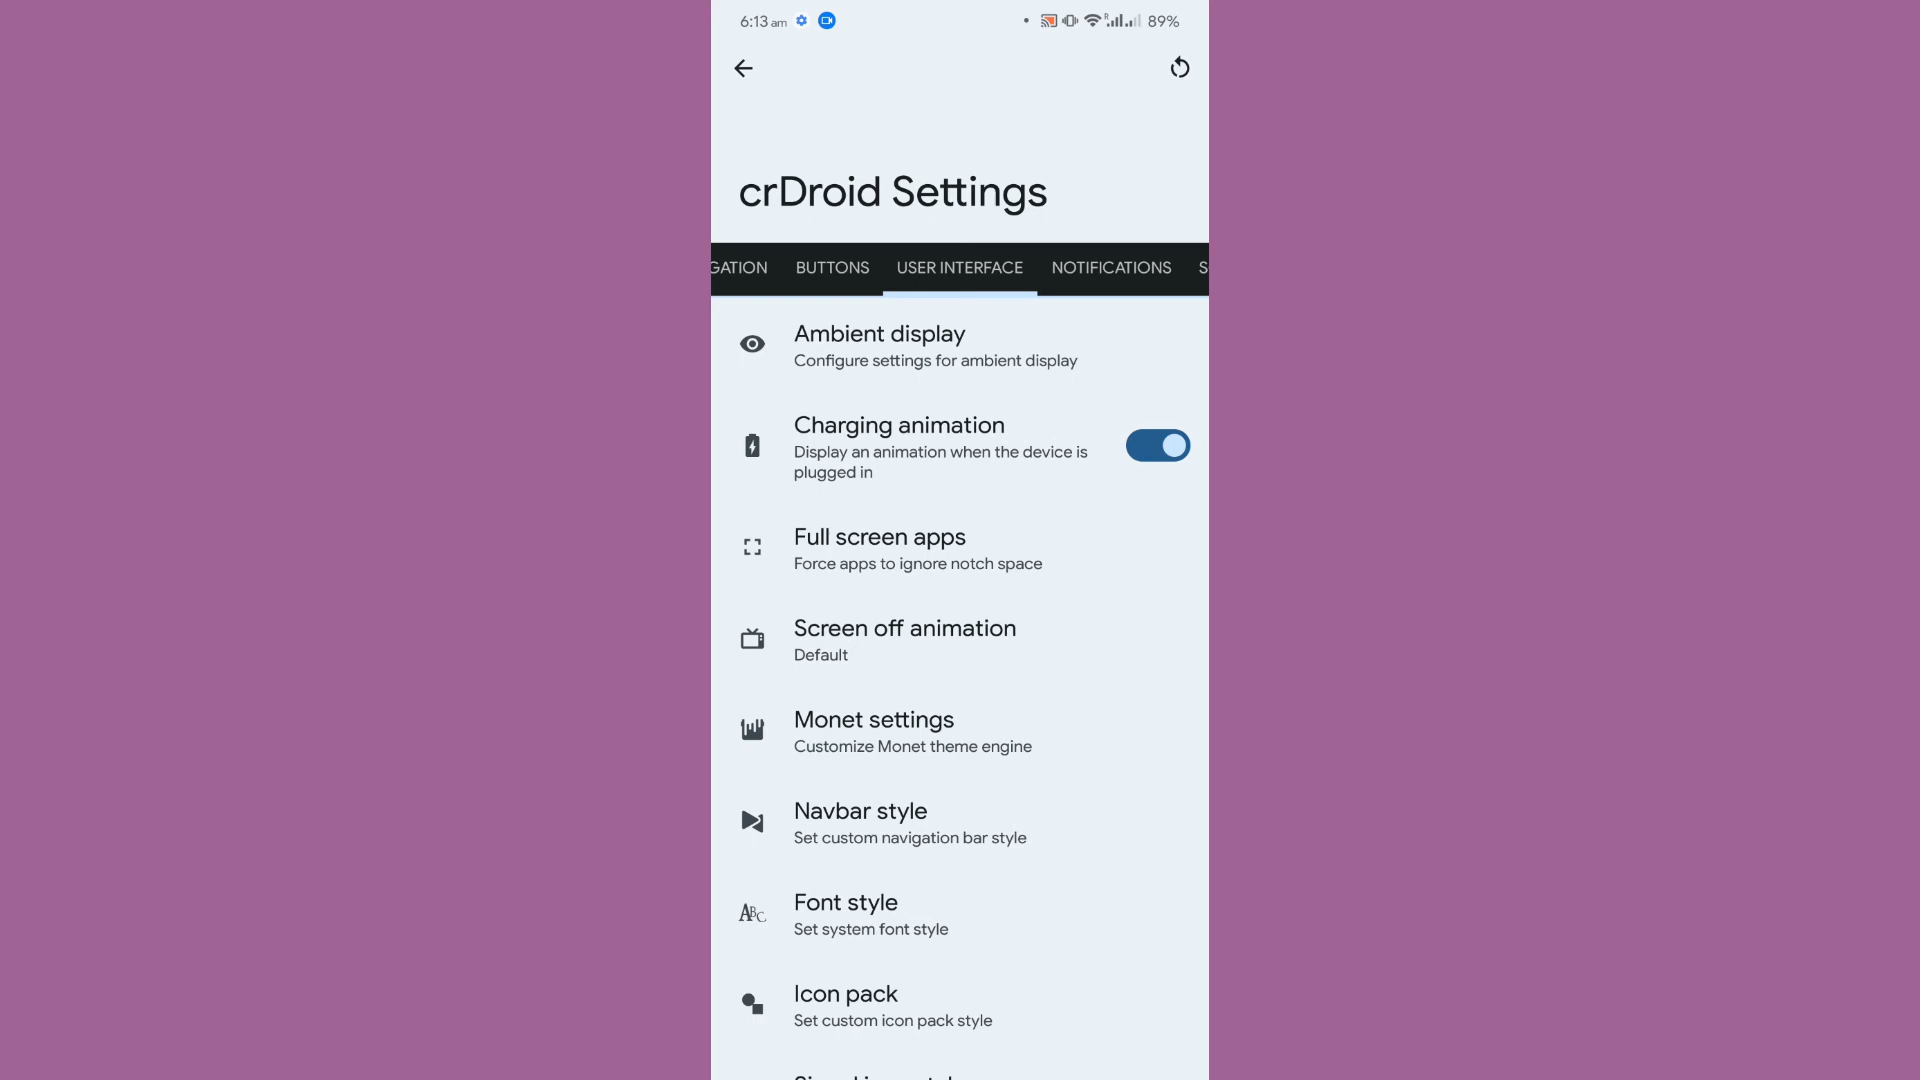 6:13 am
R
89%
crDroid Settings
GATION BUTTONS USER INTERFACE NOTIFICATIONS S
Ambient display
Configure settings for ambient display
Charging animation
Display an animation when the device is
plugged in
Full screen apps
Force apps to ignore notch space
Screen off animation
Default
Monet settings
Customize Monet theme engine
Navbar style
Set custom navigation bar style
ABC
Font style
Set system font style
Icon pack
Set custom icon pack style